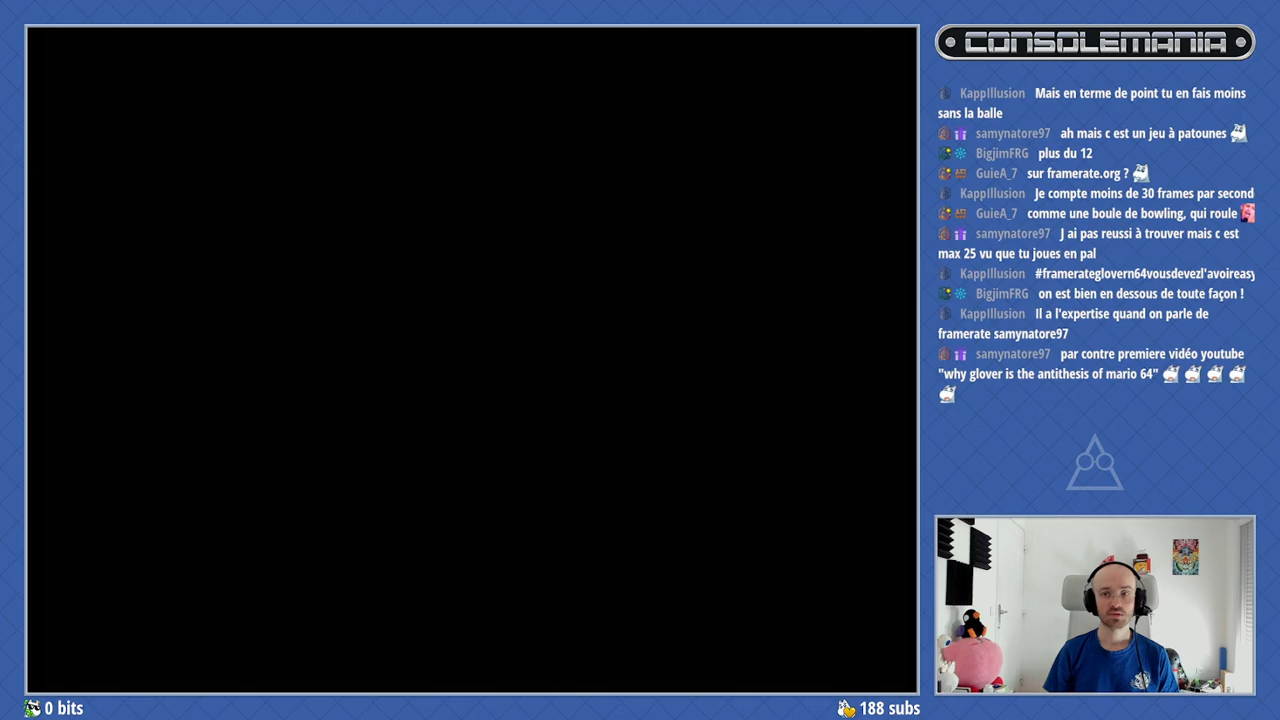 CONSOLEMANIA
KappIllusion Mais en terme de point tu en fais moins
sans la balle
samynatore97 ah mais c est un jeu à patounes
BigjimFRG plus du 12
GuieA_7 sur framerate.org ?
KappIllusion Je compte moins de 30 frames par second
GuieA_7 comme une boule de bowling, qui roule
samynatore97 J ai pas reussi à trouver mais c est
max 25 vu que tu joues en pal
KappIllusion #framerateglovern64vousdevezl'avoireasy
BigjimFRG on est bien en dessous de toute façon !
KappIllusion Il a l'expertise quand on parle de
framerate samynatore97
samynatore97 par contre premiere vidéo youtube
"why glover is the antithesis of mario 64"
0 bits
188 subs